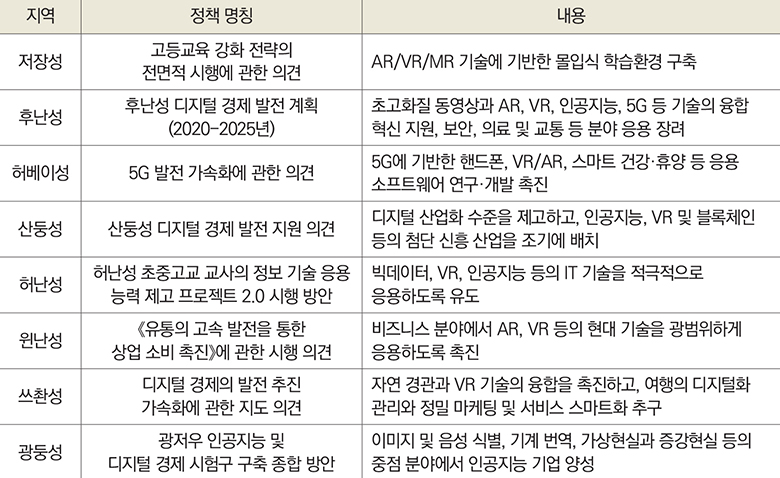 지역
정책 명칭
내용
저장성
고등교육 강화 전략의
전면적 시행에 관한 의견
AR/VR/MR 기술에 기반한 몰입식 학습환경 구축
후난성
후난성 디지털 경제 발전 계획
(2020-2025년)
초고화질 동영상과 AR, VR, 인공지능, 5G 등 기술의 융합
혁신 지원, 보안, 의료 및 교통 등 분야 응용 장려
허베이성
5G 발전 가속화에 관한 의견
5G에 기반한 핸드폰, VR/AR, 스마트 건강·휴양 등 응용
소프트웨어 연구·개발 촉진
산둥성
산둥성 디지털 경제 발전 지원 의견
디지털 산업화 수준을 제고하고, 인공지능, VR 및 블록체인
등의 첨단 신흥 산업을 조기에 배치
허난성
허난성 초중고교 교사의 정보 기술 응용
능력 제고 프로젝트 2.0 시행 방안
빅데이터, VR, 인공지능 등의 IT 기술을 적극적으로
응용하도록 유도
윈난성
《유통의 고속 발전을 통한
상업 소비 촉진》에 관한 시행 의견
비즈니스 분야에서 AR, VR 등의 현대 기술을 광범위하게
응용하도록 촉진
쓰촨성
디지털 경제의 발전 추진
가속화에 관한 지도 의견
자연 경관과 VR 기술의 융합을 촉진하고, 여행의 디지털화
관리와 정밀 마케팅 및 서비스 스마트화 추구
광둥성
광저우 인공지능 및
디지털 경제 시험구 구축 종합 방안
이미지 및 음성 식별, 기계 번역, 가상현실과 증강현실 등의
중점 분야에서 인공지능 기업 양성